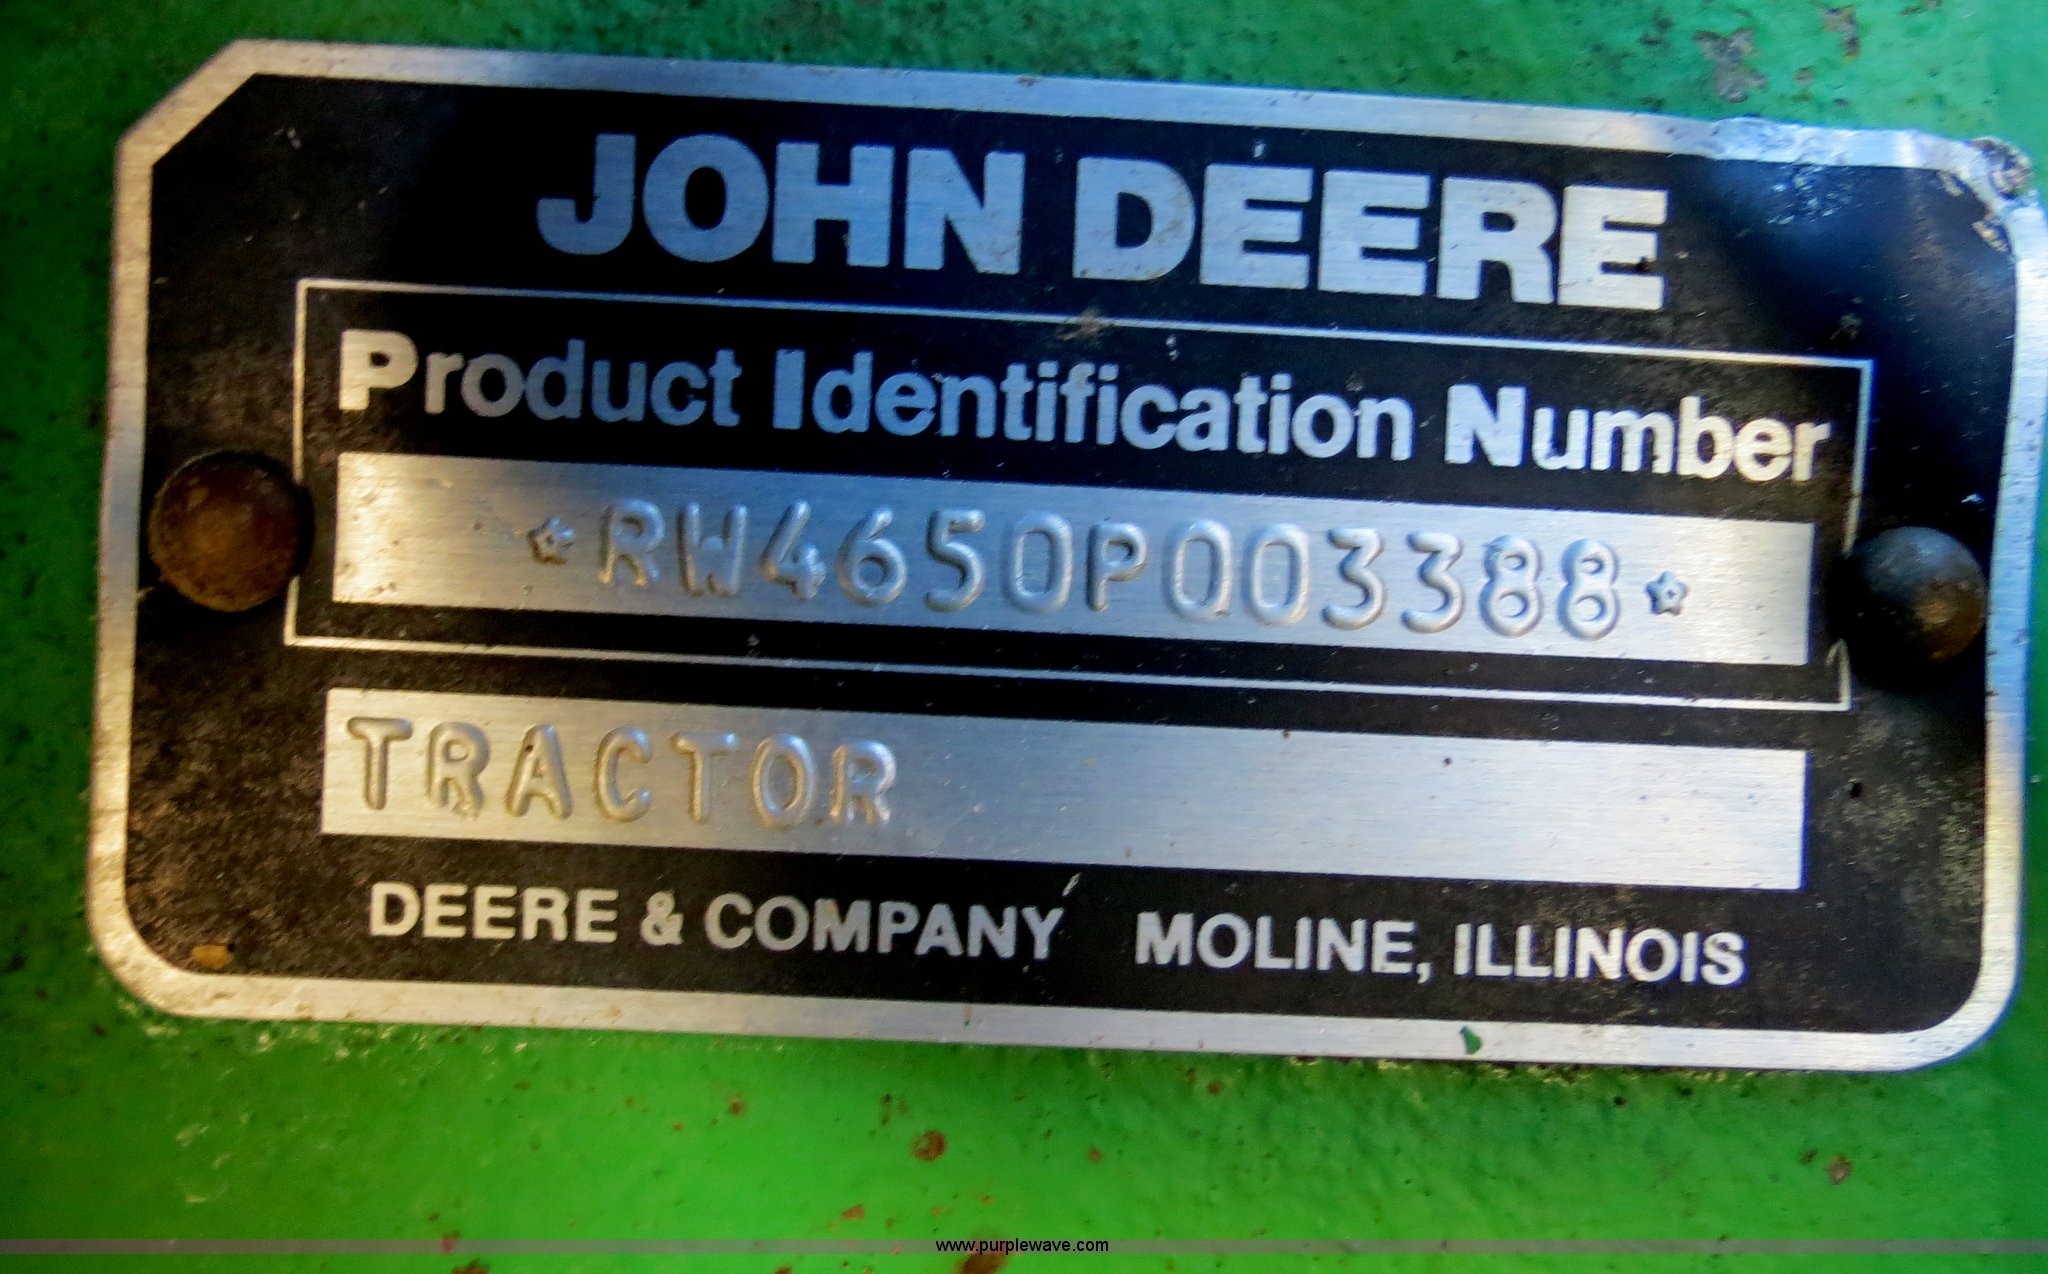 JOHN DEERE
Product Identification Number
*RW4650P003388*
TRACTOR
DEERE & COMPANY MOLINE, ILLINOIS
www.purplewave.com